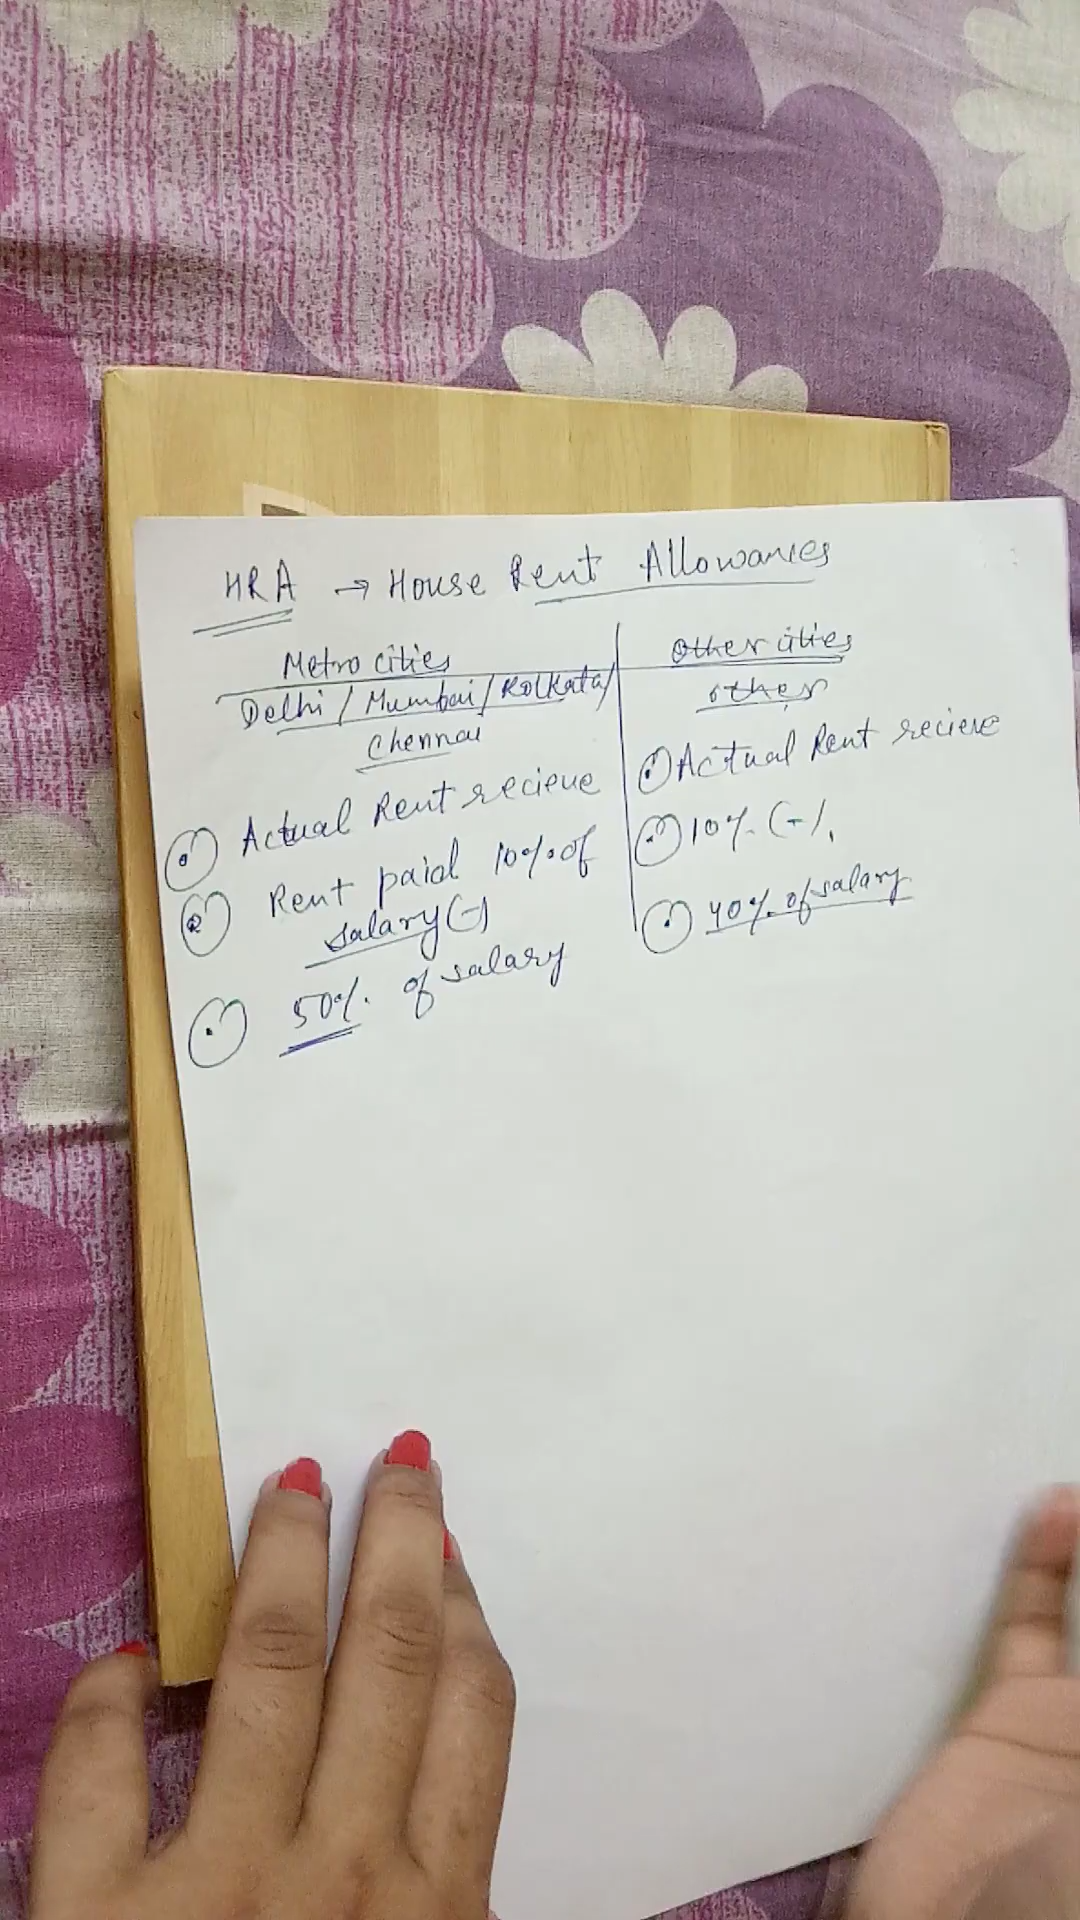 HRA → House Rent Allowances
Metro cities
Delhi / Mumbai / Kolkata /
Chennai
Actual Rent recieve
Rent paid 10% of
salary (-)
50% of salary
Other cities
other
Actual Rent recieve
10% (-)
40% of salary